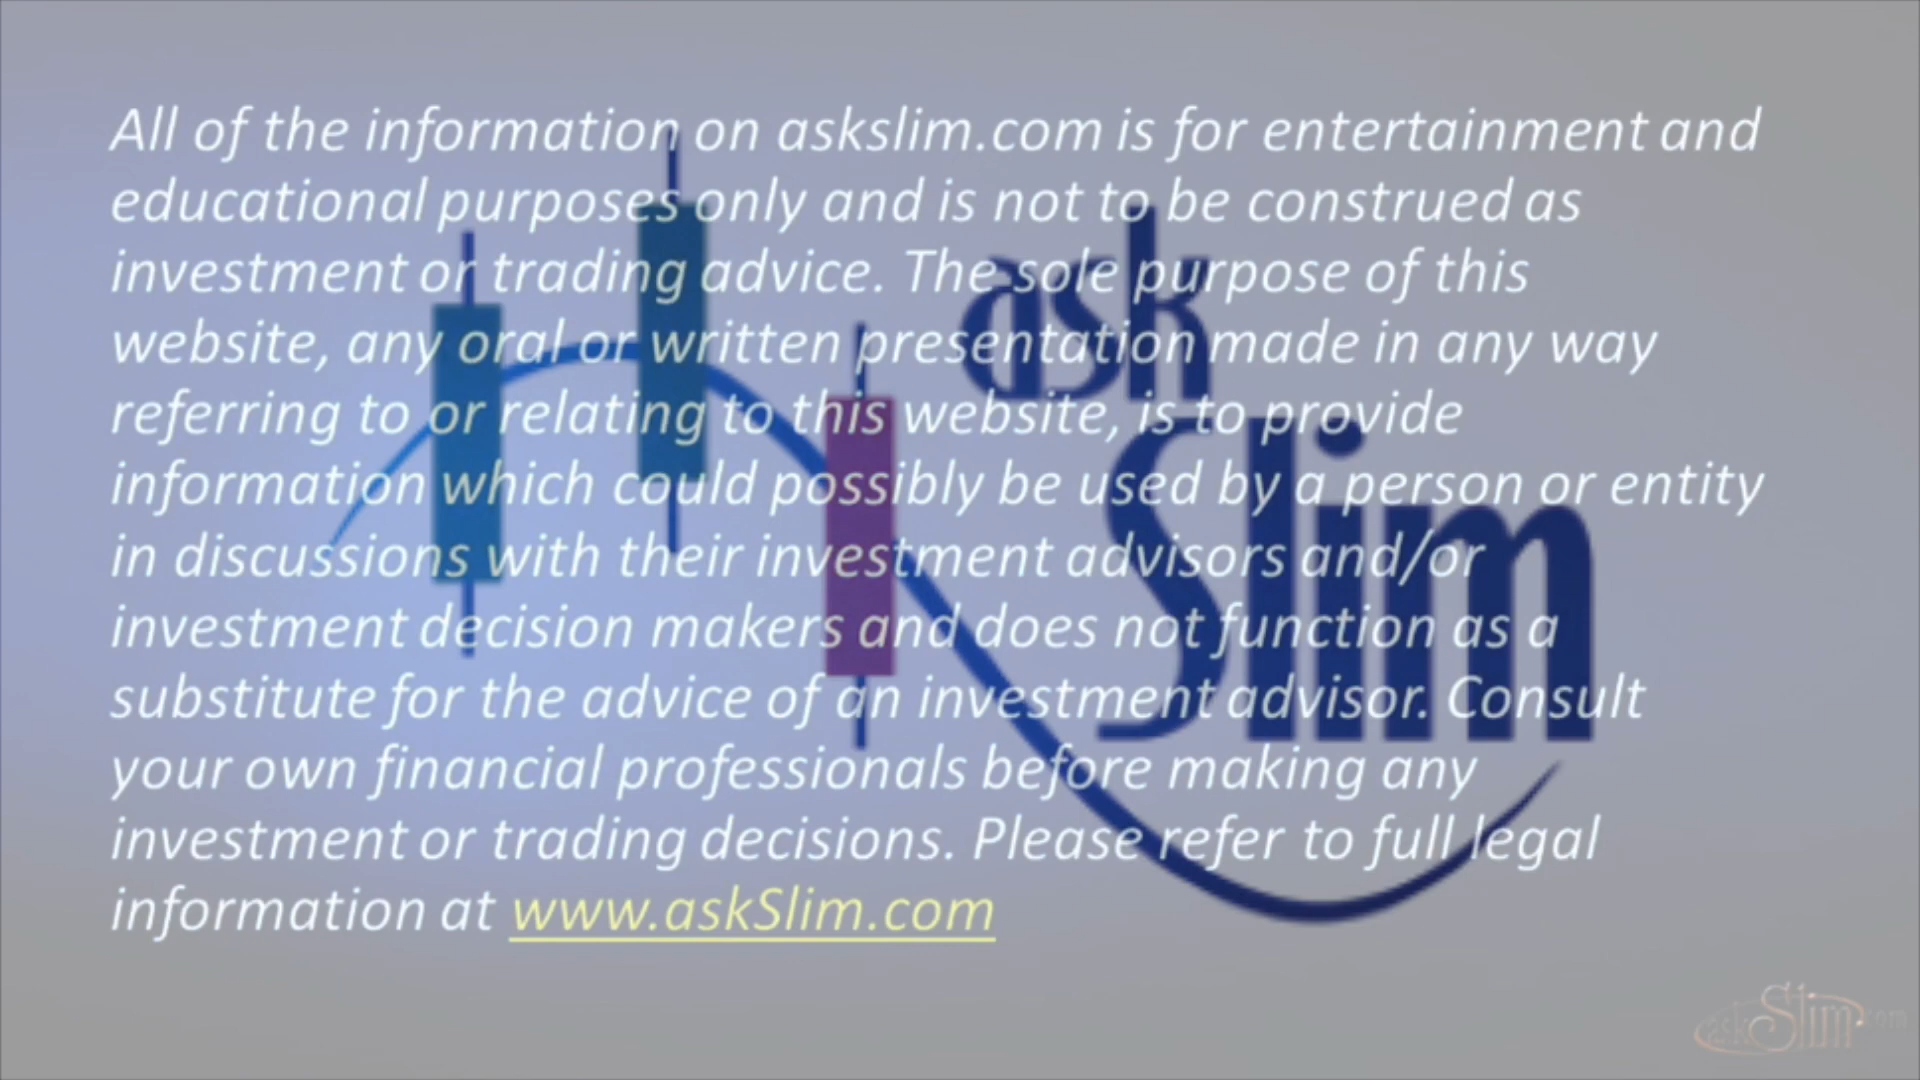 All of the information on askslim.com is for entertainment and
educational purposes only and is not to be construed as
investment or trading advice. The sole purpose of this
website, any oral or written presentation made in any way
referring to or relating to this website, is to provide
information which could possibly be used by a person or entity
in discussions with their investment advisors and/or
investment decision makers and does not function as a
substitute for the advice of an investment advisor. Consult
your own financial professionals before making any
investment or trading decisions. Please refer to full legal
information at www.askSlim.com
ask
Slim
askSlim.com